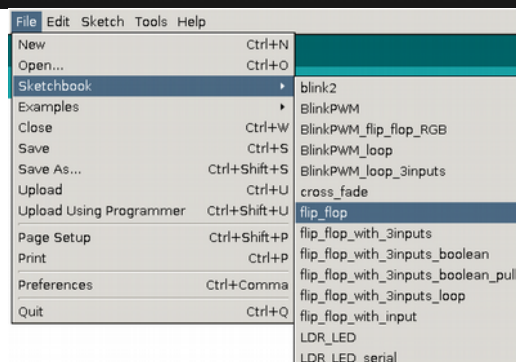 File Edit Sketch Tools Help
New Ctrl+N
Open... Ctrl+O
Sketchbook
Examples
Close Ctrl+W
Save Ctrl+S
Save As... Ctrl+Shift+S
Upload Ctrl+U
Upload Using Programmer Ctrl+Shift+U
Page Setup Ctrl+Shift+P
Print Ctrl+P
Preferences Ctrl+Comma
Quit Ctrl+Q
blink2
BlinkPWM
BlinkPWM_flip_flop_RGB
BlinkPWM_loop
BlinkPWM_loop_3inputs
cross_fade
flip_flop
flip_flop_with_3inputs
flip_flop_with_3inputs_boolean
flip_flop_with_3inputs_boolean_pull
flip_flop_with_3inputs_loop
flip_flop_with_input
LDR_LED
LDR_LED_serial